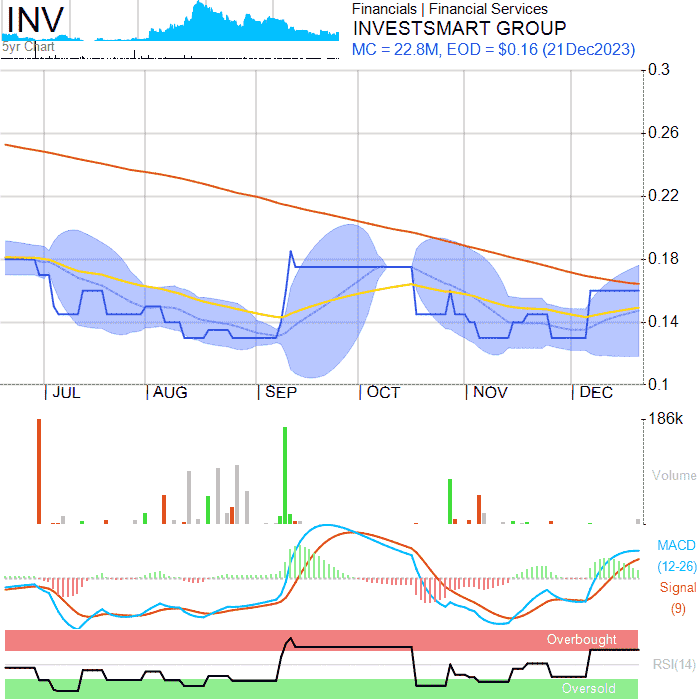 INV
5yr Chart
Financials | Financial Services
INVESTSMART GROUP
MC = 22.8M, EOD = $0.16 (21Dec2023)
0.3
0.26
0.22
0.18
0.14
0.1
JUL
AUG
SEP
OCT
NOV
DEC
186k
Volume
MACD
(12-26)
Signal
(9)
Overbought
RSI(14)
Oversold